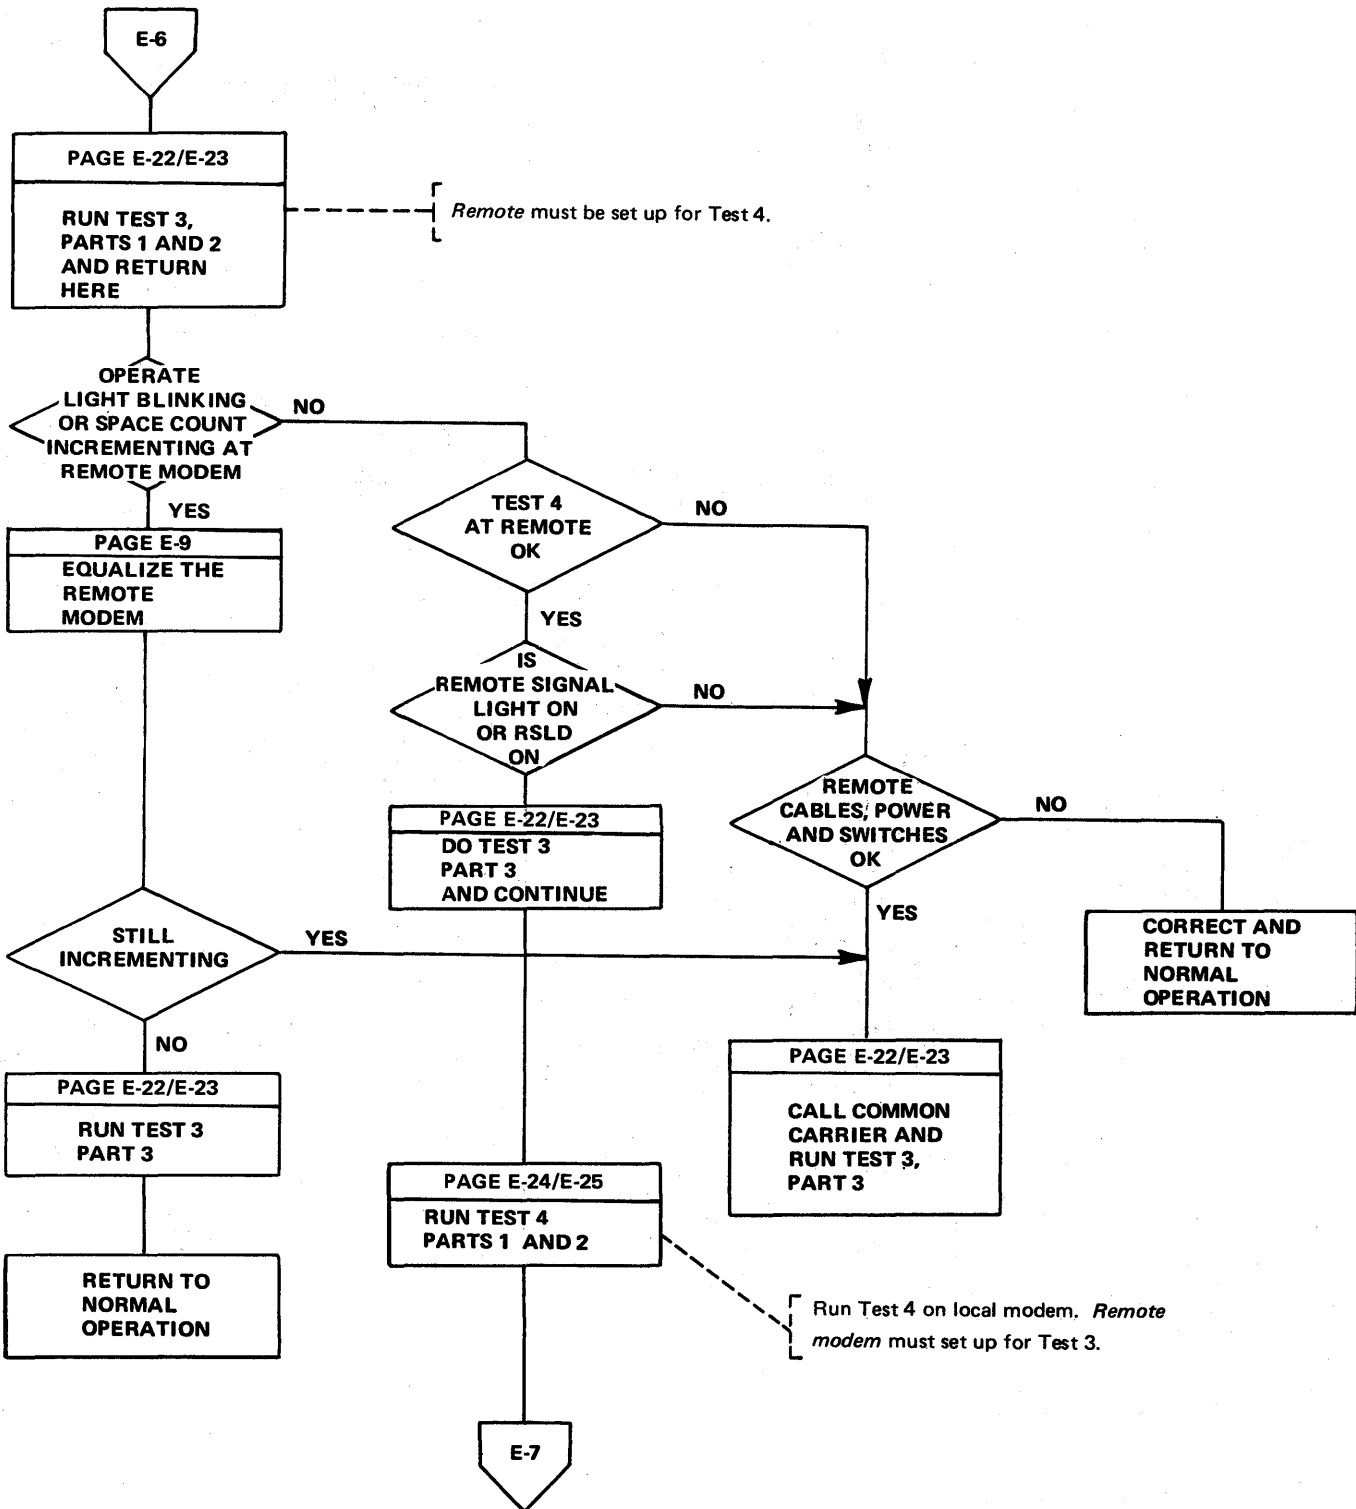 E-6
PAGE E-22/E-23
RUN TEST 3,
PARTS 1 AND 2
AND RETURN
HERE
Remote must be set up for Test 4.
OPERATE
LIGHT BLINKING
OR SPACE COUNT
INCREMENTING AT
REMOTE MODEM
NO
YES
PAGE E-9
EQUALIZE THE
REMOTE
MODEM
TEST 4
AT REMOTE
OK
NO
YES
IS
REMOTE SIGNAL
LIGHT ON
OR RSLD
ON
NO
PAGE E-22/E-23
DO TEST 3
PART 3
AND CONTINUE
REMOTE
CABLES, POWER
AND SWITCHES
OK
NO
YES
CORRECT AND
RETURN TO
NORMAL
OPERATION
STILL
INCREMENTING
YES
NO
PAGE E-22/E-23
RUN TEST 3
PART 3
RETURN TO
NORMAL
OPERATION
PAGE E-22/E-23
CALL COMMON
CARRIER AND
RUN TEST 3,
PART 3
PAGE E-24/E-25
RUN TEST 4
PARTS 1 AND 2
Run Test 4 on local modem. Remote
modem must set up for Test 3.
E-7